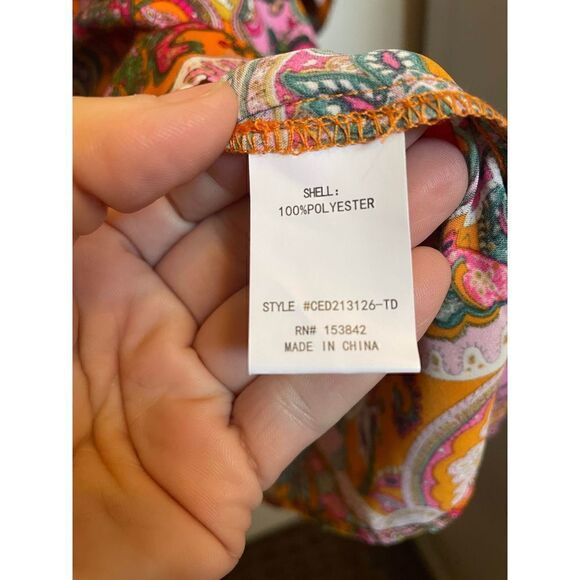 SHELL:
100%POLYESTER
STYLE #CED213126-TD
RN# 153842
MADE IN CHINA